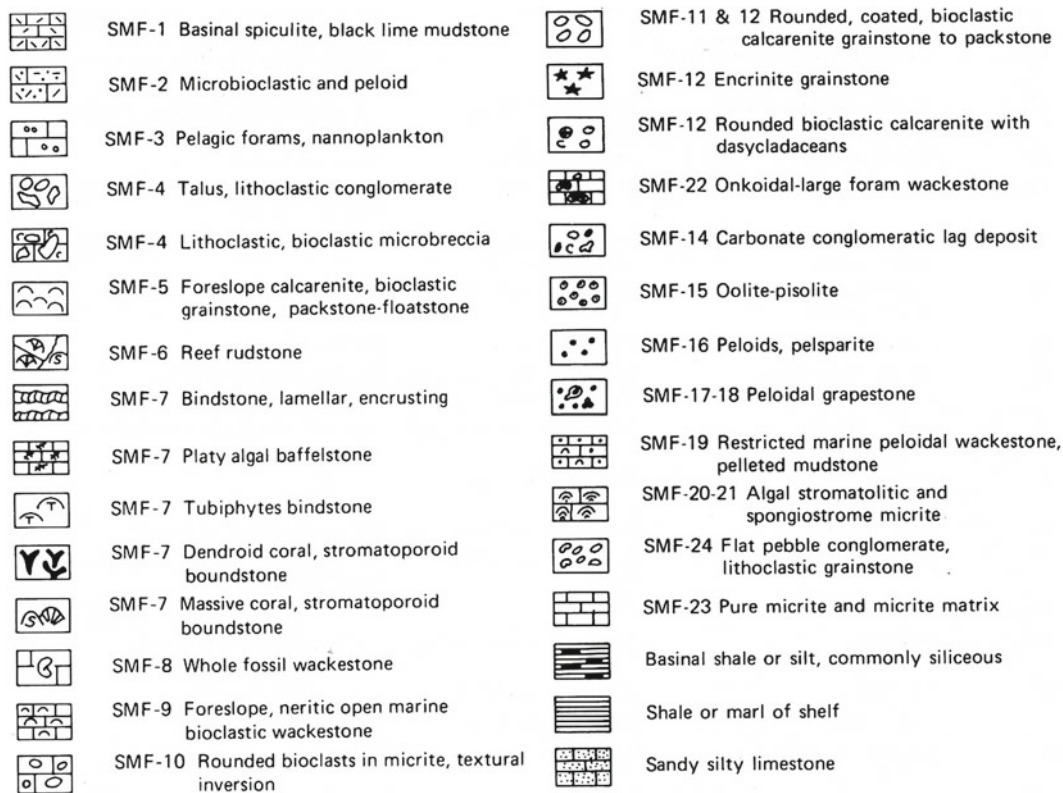 SMF-1 Basinal spiculite, black lime mudstone
SMF-2 Microbioclastic and peloid
SMF-3 Pelagic forams, nannoplankton
SMF-4 Talus, lithoclastic conglomerate
SMF-4 Lithoclastic, bioclastic microbreccia
SMF-5 Foreslope calcarenite, bioclastic
grainstone, packstone-floatstone
SMF-6 Reef rudstone
SMF-7 Bindstone, lamellar, encrusting
SMF-7 Platy algal baffelstone
SMF-7 Tubiphytes bindstone
SMF-7 Dendroid coral, stromatoporoid
boundstone
SMF-7 Massive coral, stromatoporoid
boundstone
SMF-8 Whole fossil wackestone
SMF-9 Foreslope, neritic open marine
bioclastic wackestone
SMF-10 Rounded bioclasts in micrite, textural
inversion
SMF-11 & 12 Rounded, coated, bioclastic
calcarenite grainstone to packstone
SMF-12 Encrinite grainstone
SMF-12 Rounded bioclastic calcarenite with
dasycladaceans
SMF-22 Onkoidal-large foram wackestone
SMF-14 Carbonate conglomeratic lag deposit
SMF-15 Oolite-pisolite
SMF-16 Peloids, pelsparite
SMF-17-18 Peloidal grapestone
SMF-19 Restricted marine peloidal wackestone,
pelleted mudstone
SMF-20-21 Algal stromatolitic and
spongiostrome micrite
SMF-24 Flat pebble conglomerate,
lithoclastic grainstone
SMF-23 Pure micrite and micrite matrix
Basinal shale or silt, commonly siliceous
Shale or marl of shelf
Sandy silty limestone